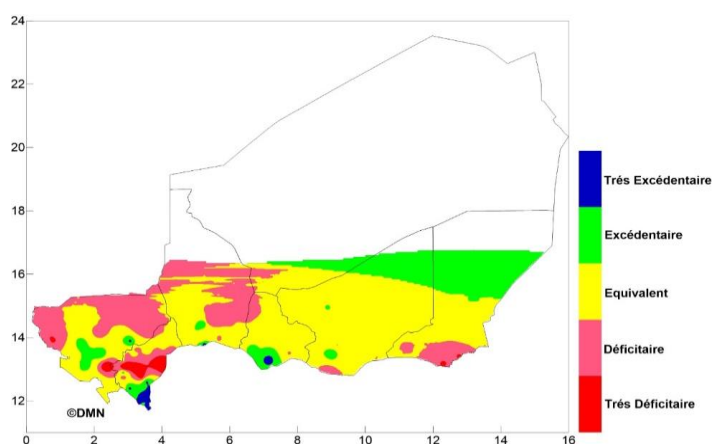 24
22
20
18
16
14
12
0 2 4 6 8 10 12 14 16
©DMN
Trés Excédentaire
Excédentaire
Equivalent
Déficitaire
Trés Déficitaire